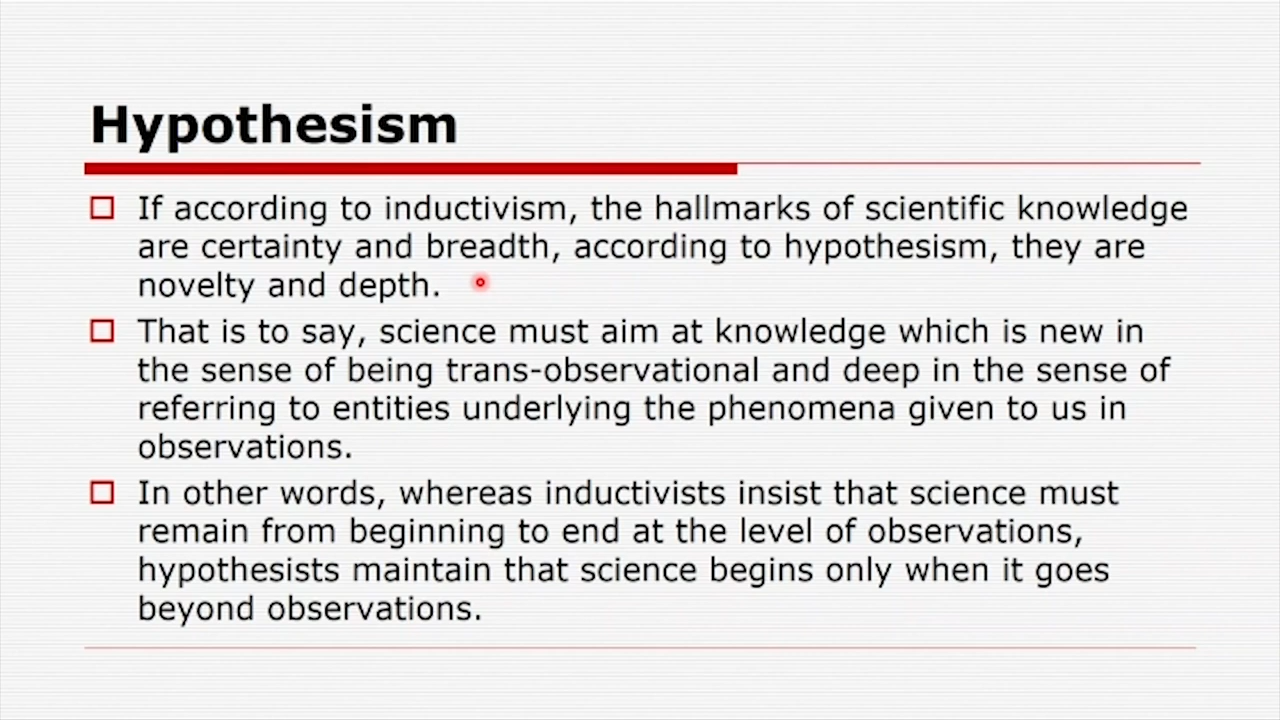 Hypothesism
If according to inductivism, the hallmarks of scientific knowledge
are certainty and breadth, according to hypothesism, they are
novelty and depth.
That is to say, science must aim at knowledge which is new in
the sense of being trans-observational and deep in the sense of
referring to entities underlying the phenomena given to us in
observations.
In other words, whereas inductivists insist that science must
remain from beginning to end at the level of observations,
hypothesists maintain that science begins only when it goes
beyond observations.